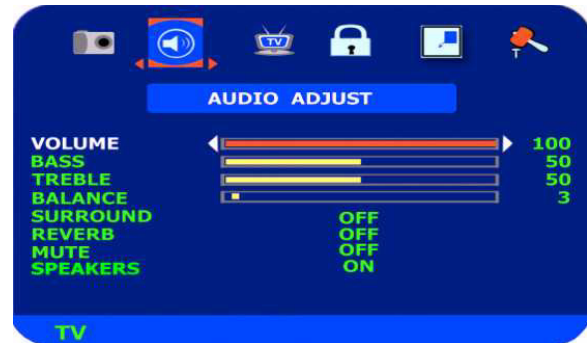 TV
AUDIO ADJUST
VOLUME 100
BASS 50
TREBLE 50
BALANCE 3
SURROUND OFF
REVERB OFF
MUTE OFF
SPEAKERS ON
TV